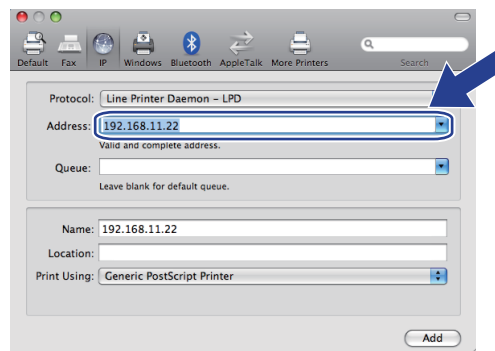 Default Fax IP Windows Bluetooth AppleTalk More Printers Search
Protocol: Line Printer Daemon – LPD
Address: 192.168.11.22
Valid and complete address.
Queue:
Leave blank for default queue.
Name: 192.168.11.22
Location:
Print Using: Generic PostScript Printer
Add